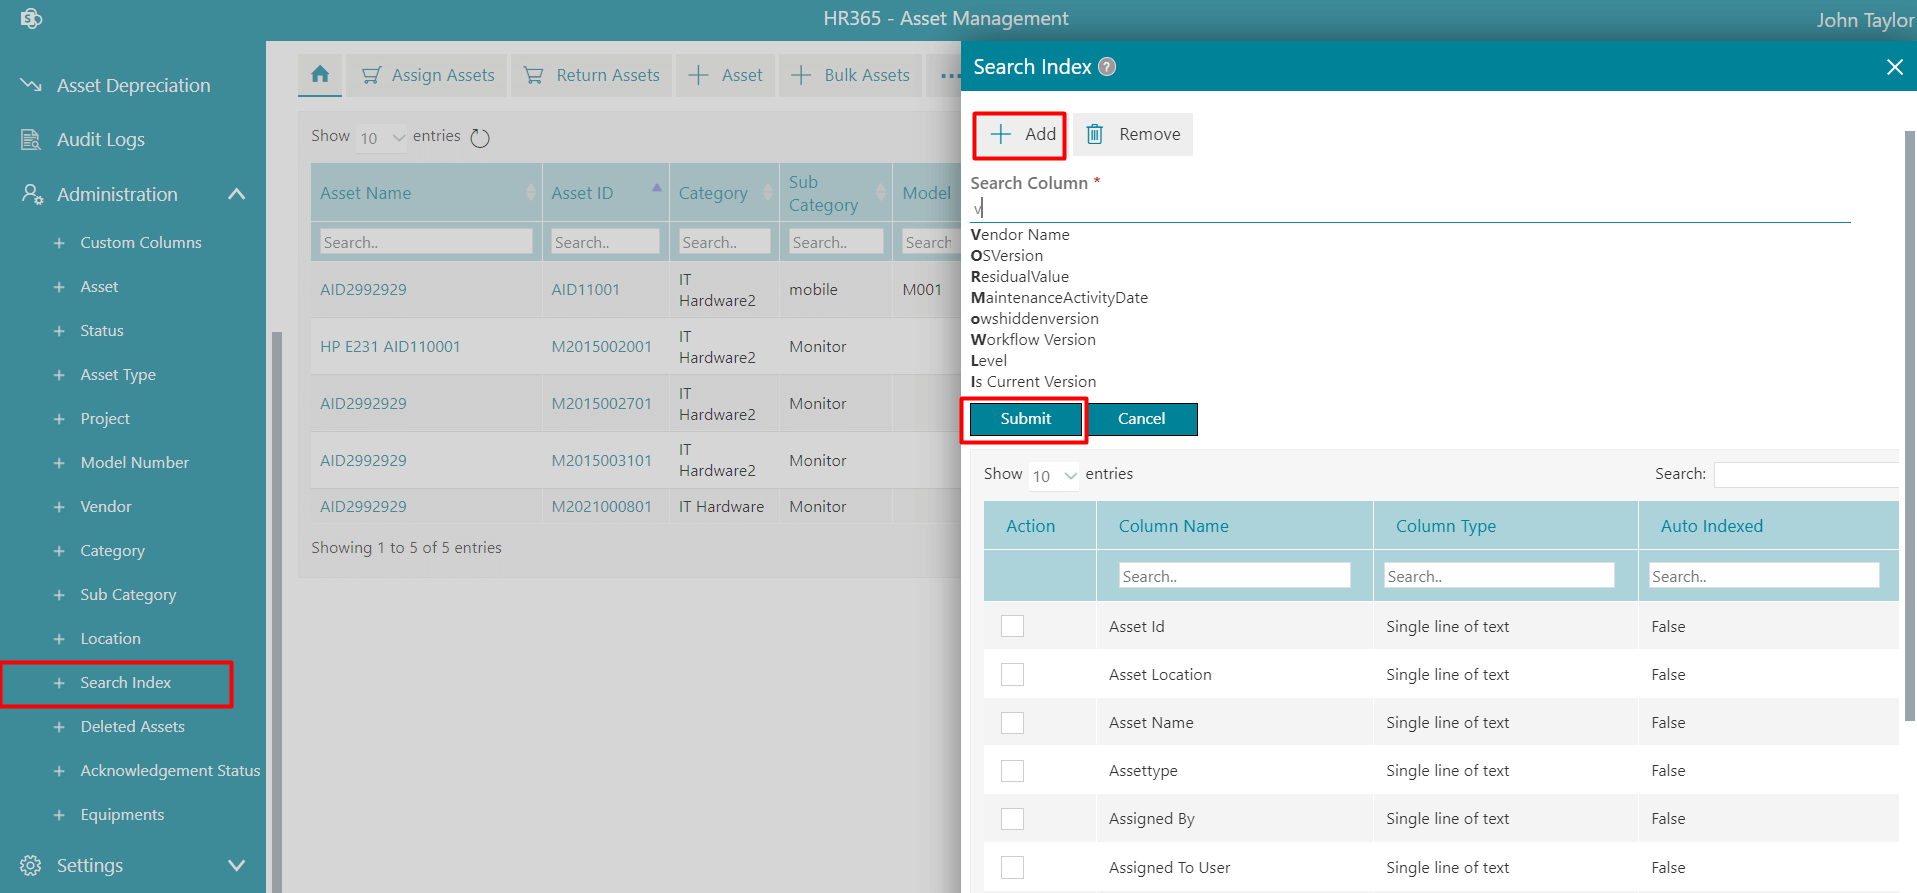 HR365 - Asset Management
John Taylor
Asset Depreciation
Audit Logs
Administration
+ Custom Columns
+ Asset
+ Status
+ Asset Type
+ Project
+ Model Number
+ Vendor
+ Category
+ Sub Category
+ Location
+ Search Index
+ Deleted Assets
+ Acknowledgement Status
+ Equipments
Settings
Assign Assets Return Assets + Asset + Bulk Assets ...
Show 10 entries
Asset Name Asset ID Category Sub Category Model
Search.. Search.. Search.. Search.. Search
AID2992929 AID11001 IT Hardware2 mobile M001
HP E231 AID110001 M2015002001 IT Hardware2 Monitor
AID2992929 M2015002701 IT Hardware2 Monitor
AID2992929 M2015003101 IT Hardware2 Monitor
AID2992929 M2021000801 IT Hardware Monitor
Showing 1 to 5 of 5 entries
Search Index ?
+ Add Remove
Search Column *
v
Vendor Name
OSVersion
ResidualValue
MaintenanceActivityDate
owshiddenversion
Workflow Version
Level
Is Current Version
Submit Cancel
Show 10 entries Search:
Action Column Name Column Type Auto Indexed
Search.. Search.. Search..
Asset Id Single line of text False
Asset Location Single line of text False
Asset Name Single line of text False
Assettype Single line of text False
Assigned By Single line of text False
Assigned To User Single line of text False